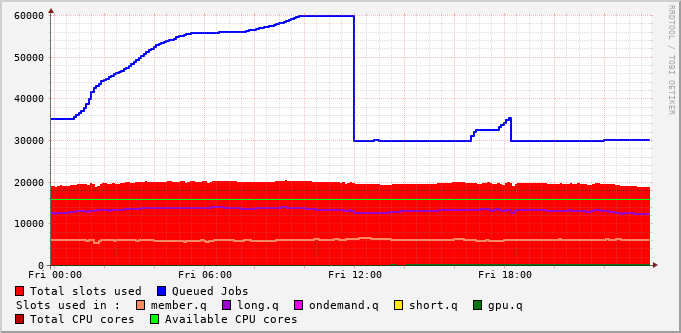 60000
50000
40000
30000
20000
10000
0
Fri 00:00 Fri 06:00 Fri 12:00 Fri 18:00
Total slots used Queued Jobs
Slots used in : member.q long.q ondemand.q short.q gpu.q
Total CPU cores Available CPU cores
RRDTOOL / TOBI OETIKER